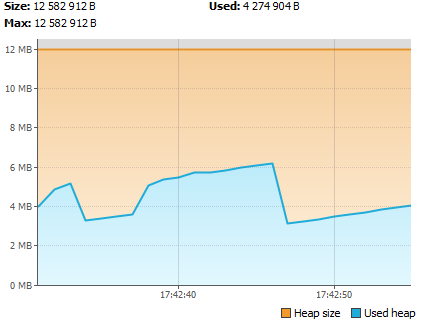 Size: 12 582 912 B Used: 4 274 904 B
Max: 12 582 912 B
12 MB
10 MB
8 MB
6 MB
4 MB
2 MB
0 MB
17:42:40 17:42:50
Heap size Used heap